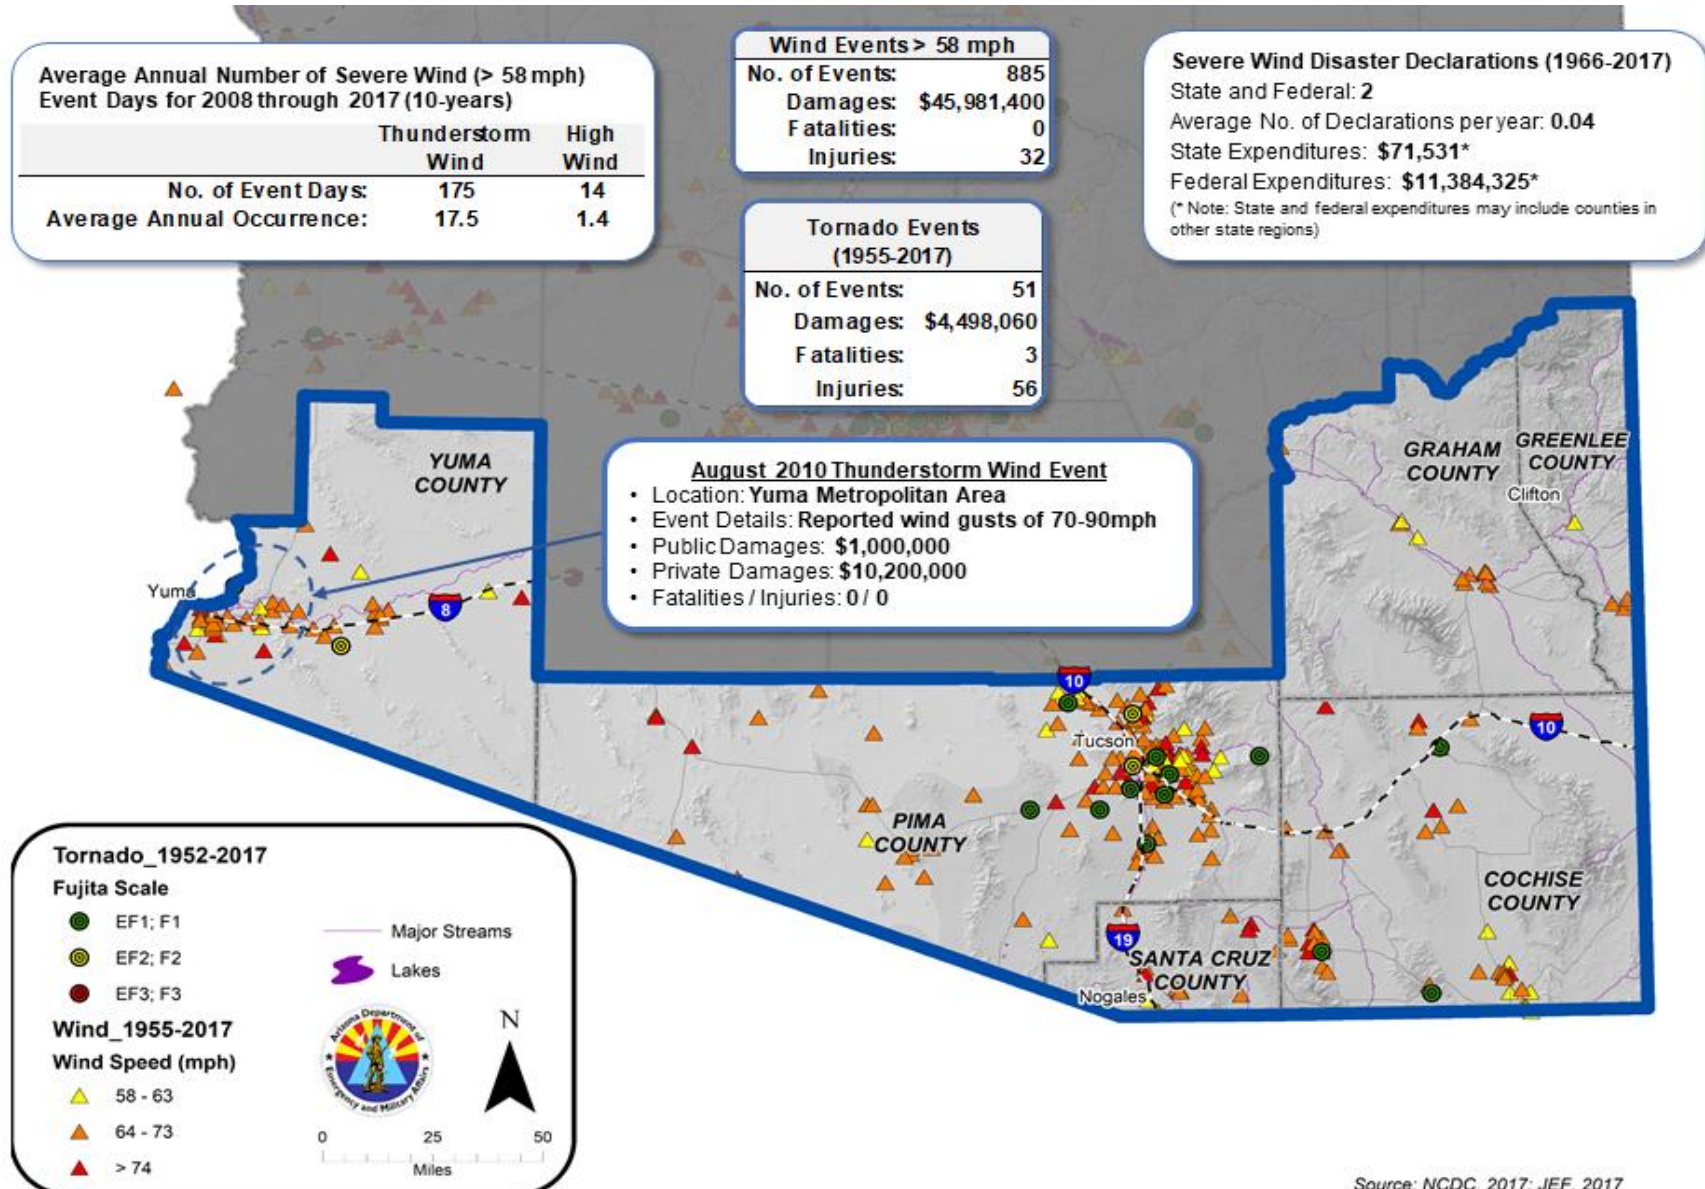 Average Annual Number of Severe Wind (> 58 mph)
Event Days for 2008 through 2017 (10-years)
Thunderstorm High
Wind Wind
No. of Event Days: 175 14
Average Annual Occurrence: 17.5 1.4
Wind Events > 58 mph
No. of Events: 885
Damages: $45,981,400
Fatalities: 0
Injuries: 32
Severe Wind Disaster Declarations (1966-2017)
State and Federal: 2
Average No. of Declarations per year: 0.04
State Expenditures: $71,531*
Federal Expenditures: $11,384,325*
(* Note: State and federal expenditures may include counties in
other state regions)
Tornado Events
(1955-2017)
No. of Events: 51
Damages: $4,498,060
Fatalities: 3
Injuries: 56
August 2010 Thunderstorm Wind Event
• Location: Yuma Metropolitan Area
• Event Details: Reported wind gusts of 70-90mph
• Public Damages: $1,000,000
• Private Damages: $10,200,000
• Fatalities / Injuries: 0 / 0
YUMA
COUNTY
GRAHAM
COUNTY
GREENLEE
COUNTY
Clifton
Yuma
8
10
Tucson
10
PIMA
COUNTY
COCHISE
COUNTY
19
SANTA CRUZ
COUNTY
Nogales
Tornado_1952-2017
Fujita Scale
EF1; F1
EF2; F2
EF3; F3
Wind_1955-2017
Wind Speed (mph)
58 - 63
64 - 73
> 74
Major Streams
Lakes
Arizona Department of
Emergency and Military Affairs
N
0 25 50
Miles
Source: NCDC, 2017; JEF, 2017